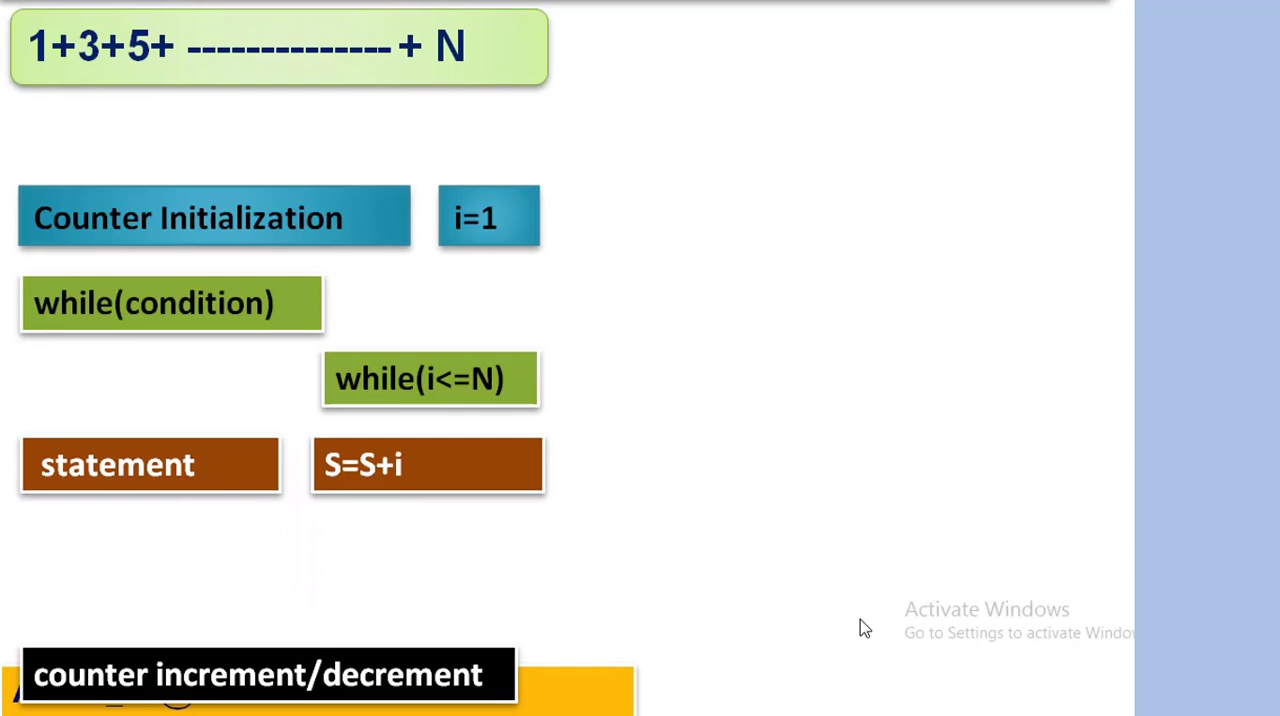 1+3+5+ -------------- + N
Counter Initialization i=1
while(condition)
while(i<=N)
statement S=S+i
Activate Windows
Go to Settings to activate
counter increment/decrement